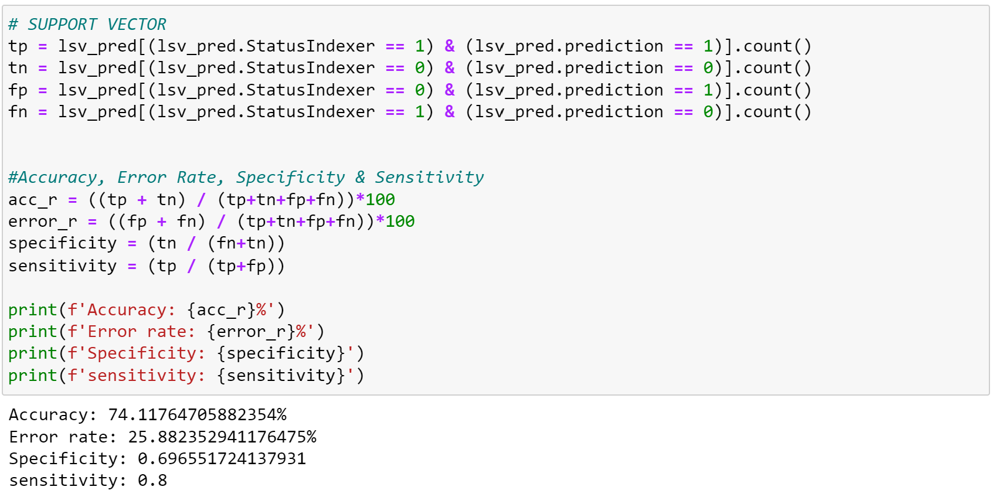 # SUPPORT VECTOR
tp = lsv_pred[(lsv_pred.StatusIndexer == 1) & (lsv_pred.prediction == 1)].count()
tn = lsv_pred[(lsv_pred.StatusIndexer == 0) & (lsv_pred.prediction == 0)].count()
fp = lsv_pred[(lsv_pred.StatusIndexer == 0) & (lsv_pred.prediction == 1)].count()
fn = lsv_pred[(lsv_pred.StatusIndexer == 1) & (lsv_pred.prediction == 0)].count()
#Accuracy, Error Rate, Specificity & Sensitivity
acc_r = ((tp + tn) / (tp+tn+fp+fn))*100
error_r = ((fp + fn) / (tp+tn+fp+fn))*100
specificity = (tn / (fn+tn))
sensitivity = (tp / (tp+fp))
print(f'Accuracy: {acc_r}%')
print(f'Error rate: {error_r}%')
print(f'Specificity: {specificity}')
print(f'sensitivity: {sensitivity}')
Accuracy: 74.11764705882354%
Error rate: 25.882352941176475%
Specificity: 0.696551724137931
sensitivity: 0.8